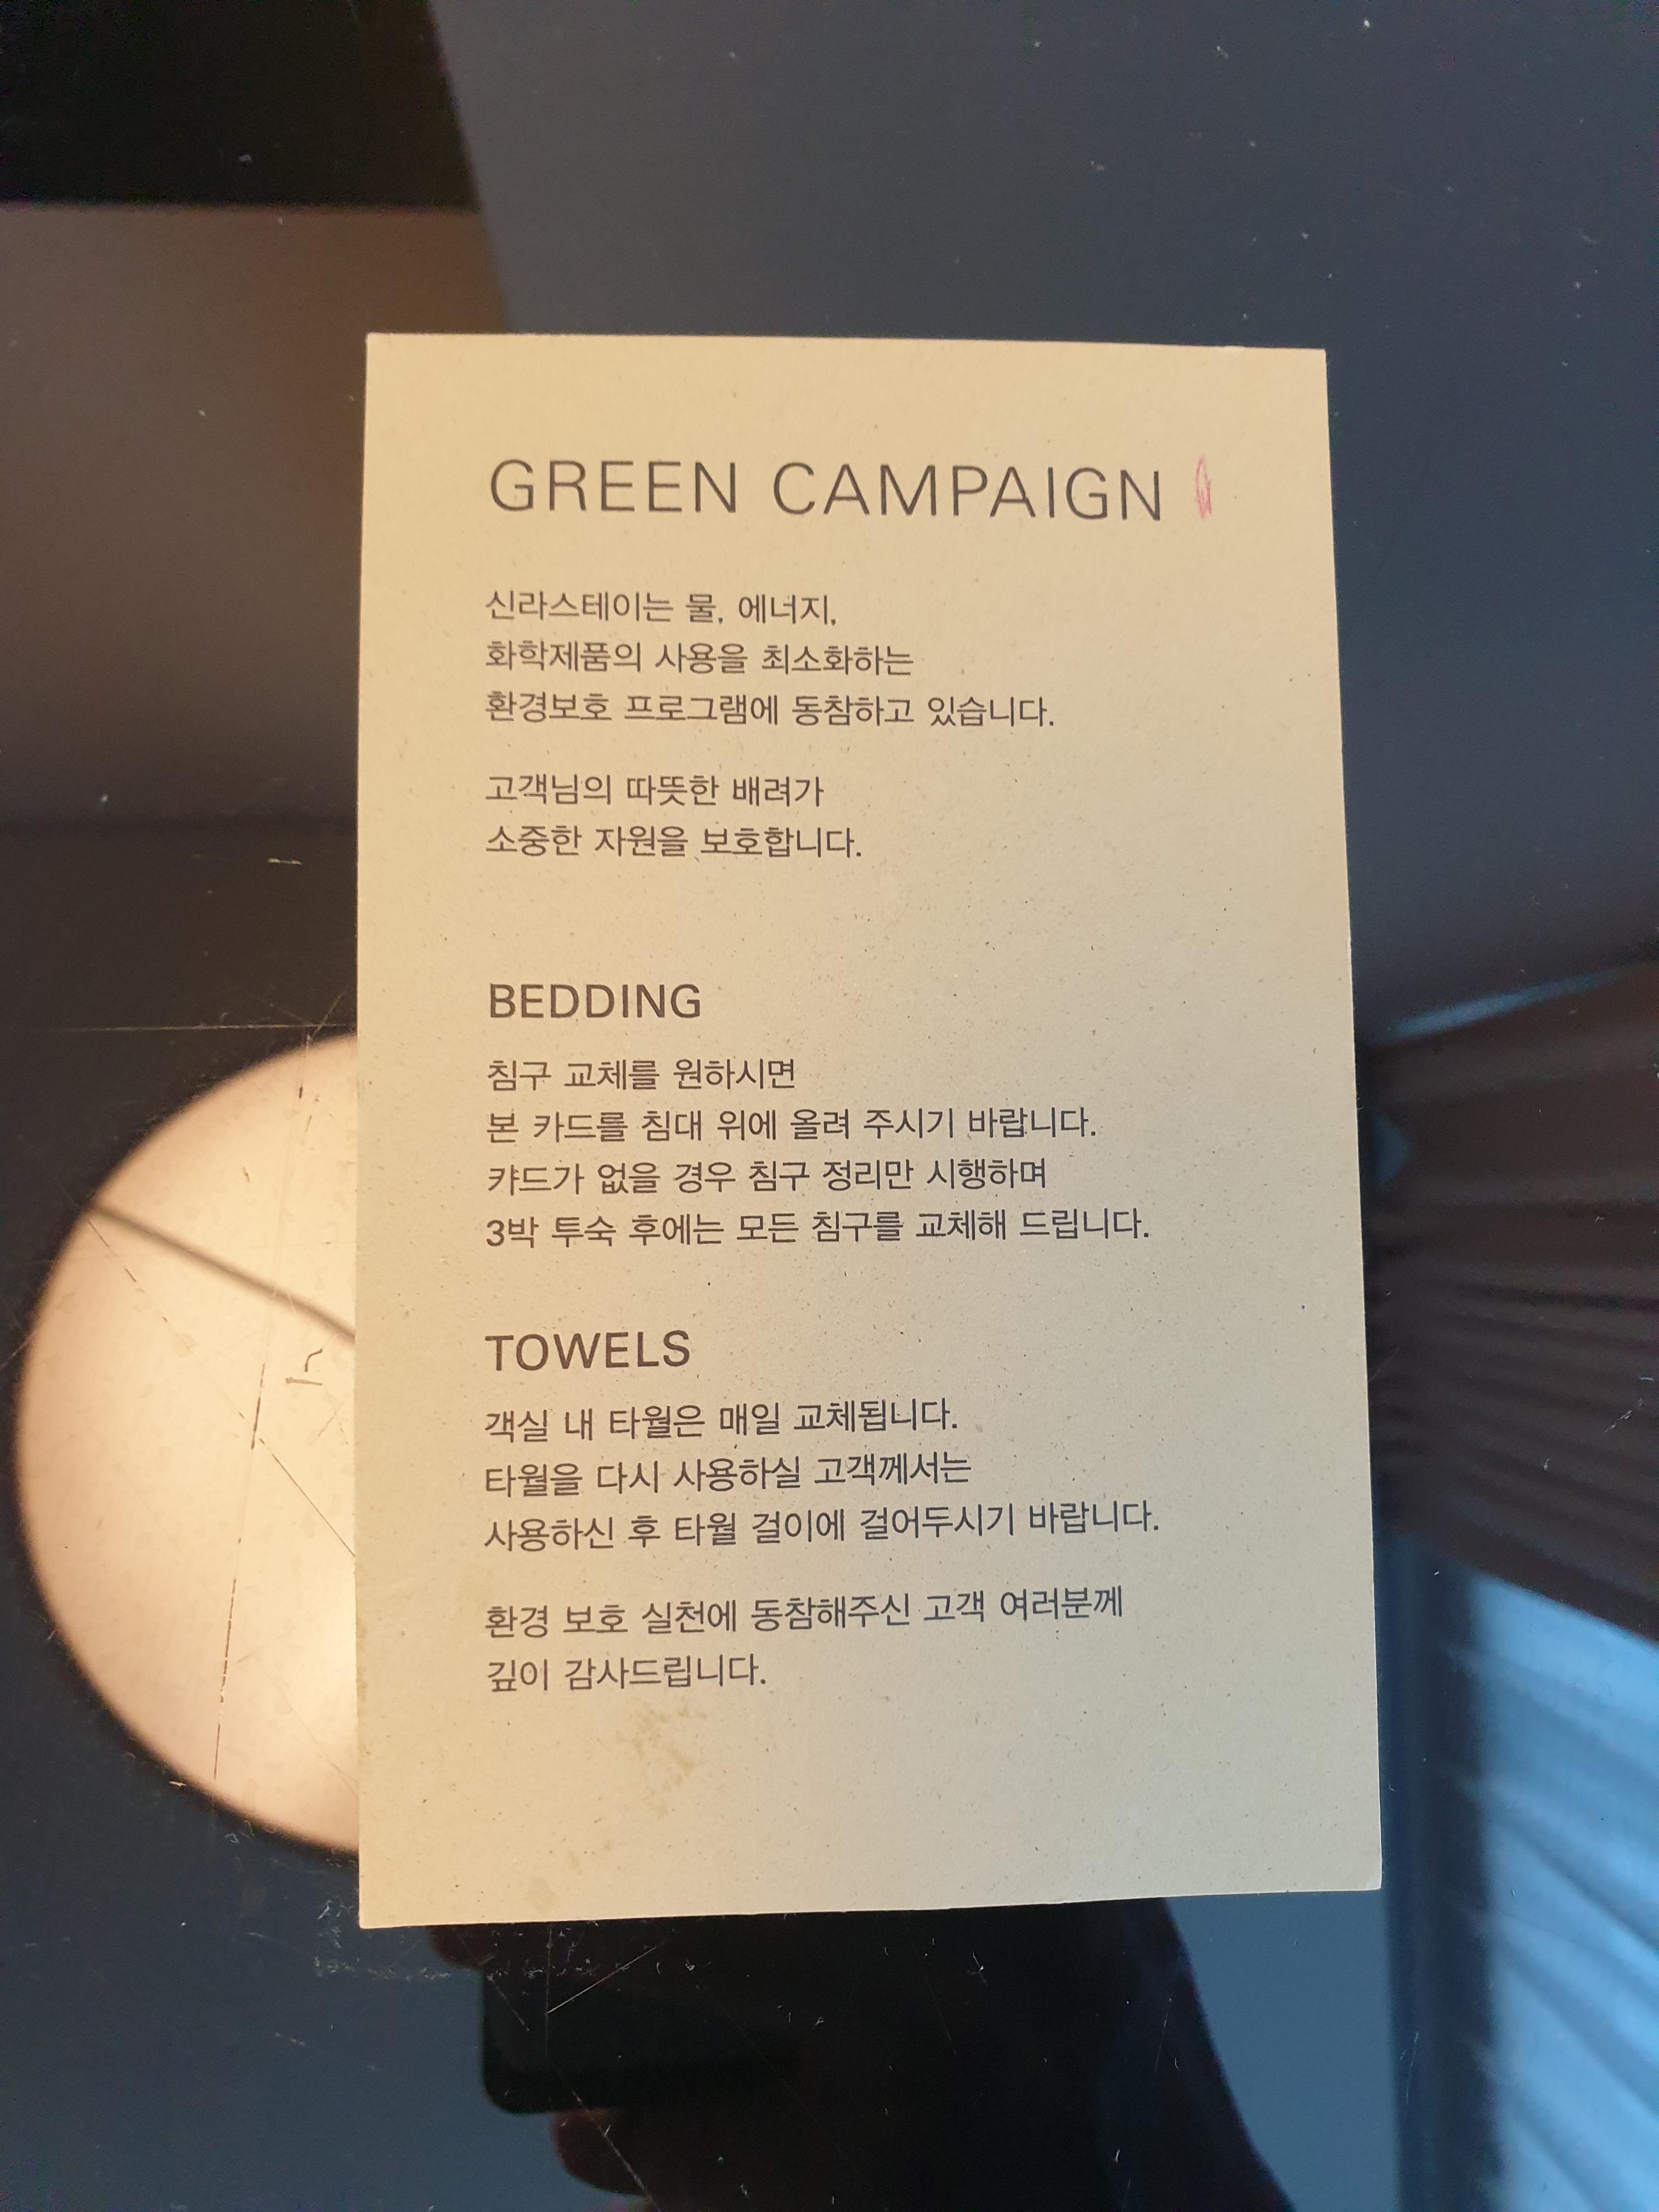 GREEN CAMPAIGN
신라스테이는 물, 에너지,
화학제품의 사용을 최소화하는
환경보호 프로그램에 동참하고 있습니다.
고객님의 따뜻한 배려가
소중한 자원을 보호합니다.
BEDDING
침구 교체를 원하시면
본 카드를 침대 위에 올려 주시기 바랍니다.
캬드가 없을 경우 침구 정리만 시행하며
3박 투숙 후에는 모든 침구를 교체해 드립니다.
TOWELS
객실 내 타월은 매일 교체됩니다.
타월을 다시 사용하실 고객께서는
사용하신 후 타월 걸이에 걸어두시기 바랍니다.
환경 보호 실천에 동참해주신 고객 여러분께
깊이 감사드립니다.